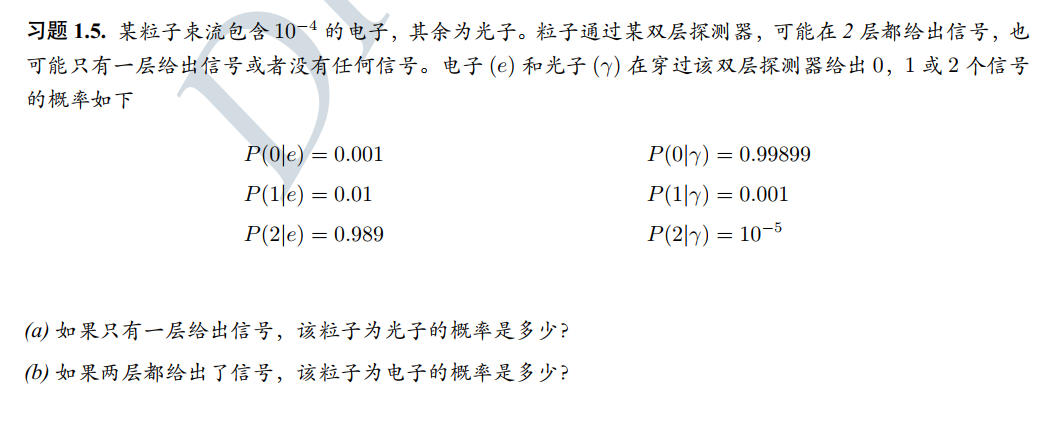 习题 1.5. 某粒子束流包含 10⁻⁴ 的电子，其余为光子。粒子通过某双层探测器，可能在 2 层都给出信号，也
可能只有一层给出信号或者没有任何信号。电子 (e) 和光子 (γ) 在穿过该双层探测器给出 0，1 或 2 个信号
的概率如下
P(0|e) = 0.001 P(0|γ) = 0.99899
P(1|e) = 0.01 P(1|γ) = 0.001
P(2|e) = 0.989 P(2|γ) = 10⁻⁵
(a) 如果只有一层给出信号，该粒子为光子的概率是多少？
(b) 如果两层都给出了信号，该粒子为电子的概率是多少？